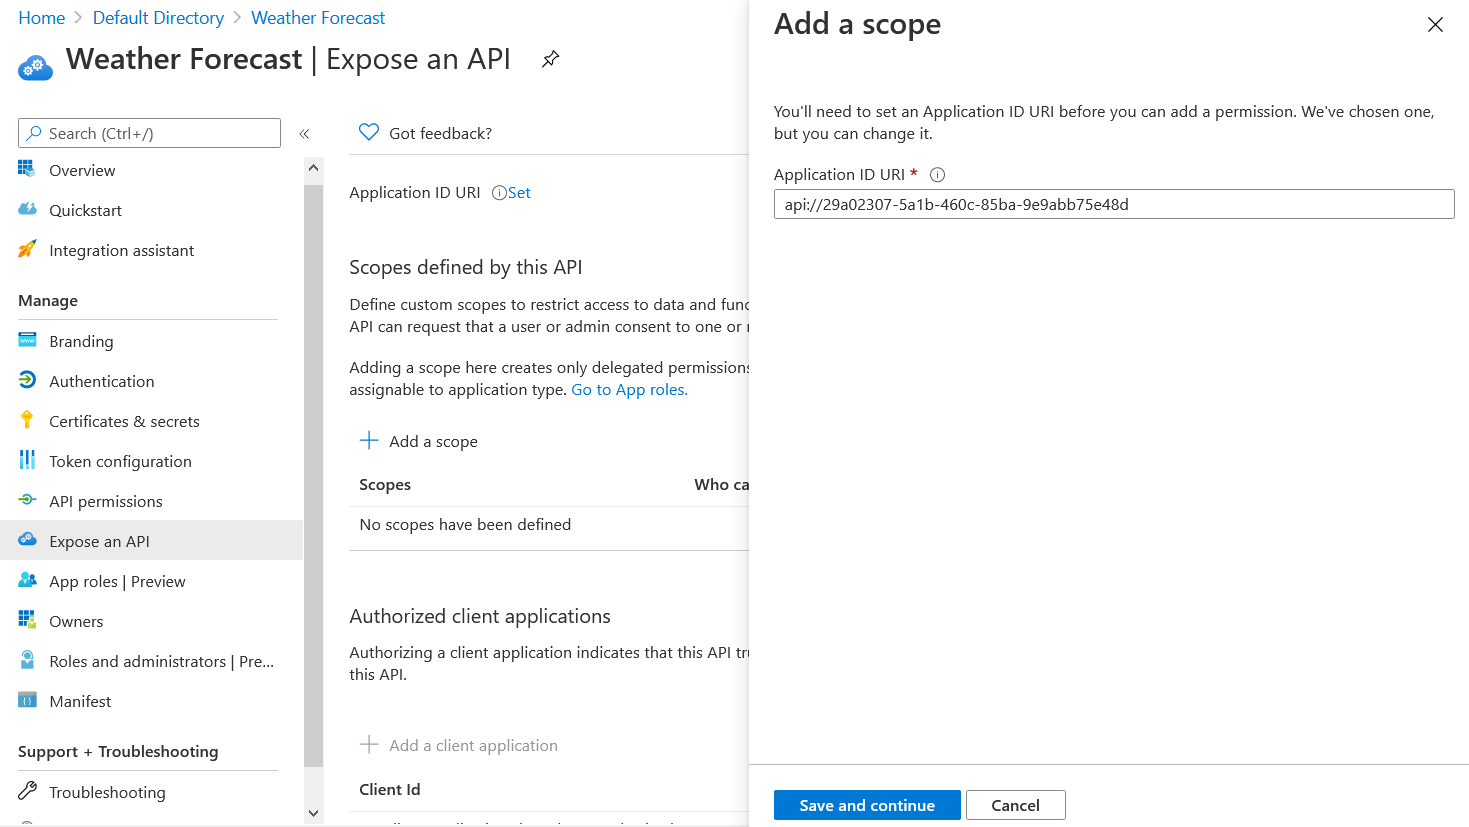 Home > Default Directory > Weather Forecast
Weather Forecast | Expose an API
Search (Ctrl+/)
«
Overview
Quickstart
Integration assistant
Manage
Branding
Authentication
Certificates & secrets
Token configuration
API permissions
Expose an API
App roles | Preview
Owners
Roles and administrators | Pre...
Manifest
Support + Troubleshooting
Troubleshooting
Got feedback?
Application ID URI Set
Scopes defined by this API
Define custom scopes to restrict access to data and func
API can request that a user or admin consent to one or
Adding a scope here creates only delegated permissions
assignable to application type. Go to App roles.
+ Add a scope
Scopes Who ca
No scopes have been defined
Authorized client applications
Authorizing a client application indicates that this API tru
this API.
+ Add a client application
Client Id
Add a scope
You'll need to set an Application ID URI before you can add a permission. We've chosen one,
but you can change it.
Application ID URI *
api://29a02307-5a1b-460c-85ba-9e9abb75e48d
Save and continue
Cancel